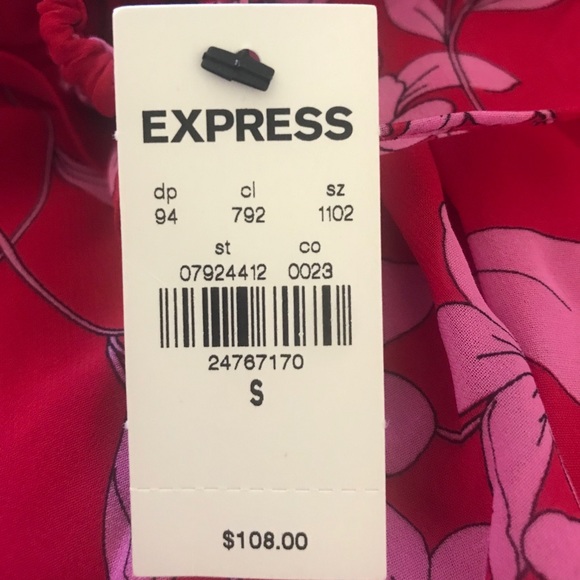 EXPRESS
dp cl sz
94 792 1102
st co
07924412 0023
24767170
S
$108.00